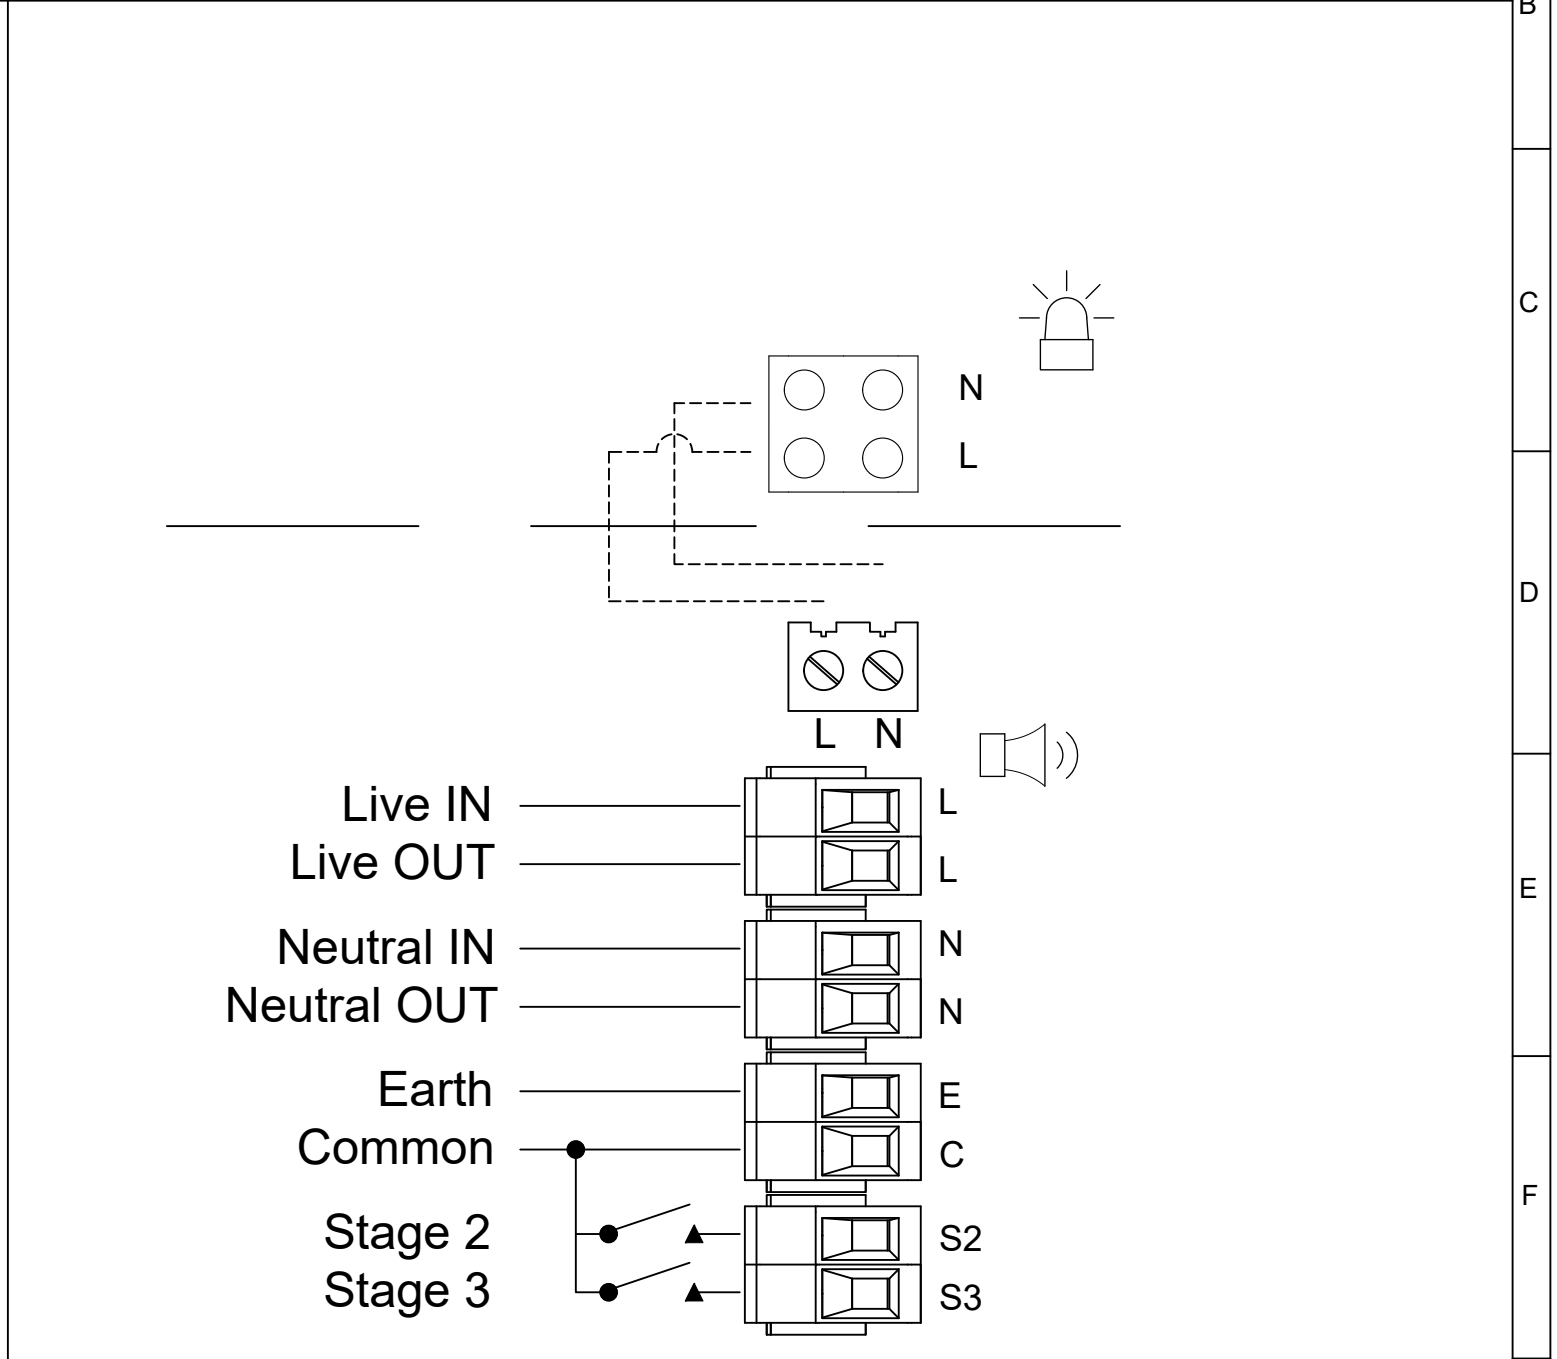 B
C
N
L
D
L N
Live IN L
Live OUT L
E
Neutral IN N
Neutral OUT N
Earth E
Common C
F
Stage 2 S2
Stage 3 S3